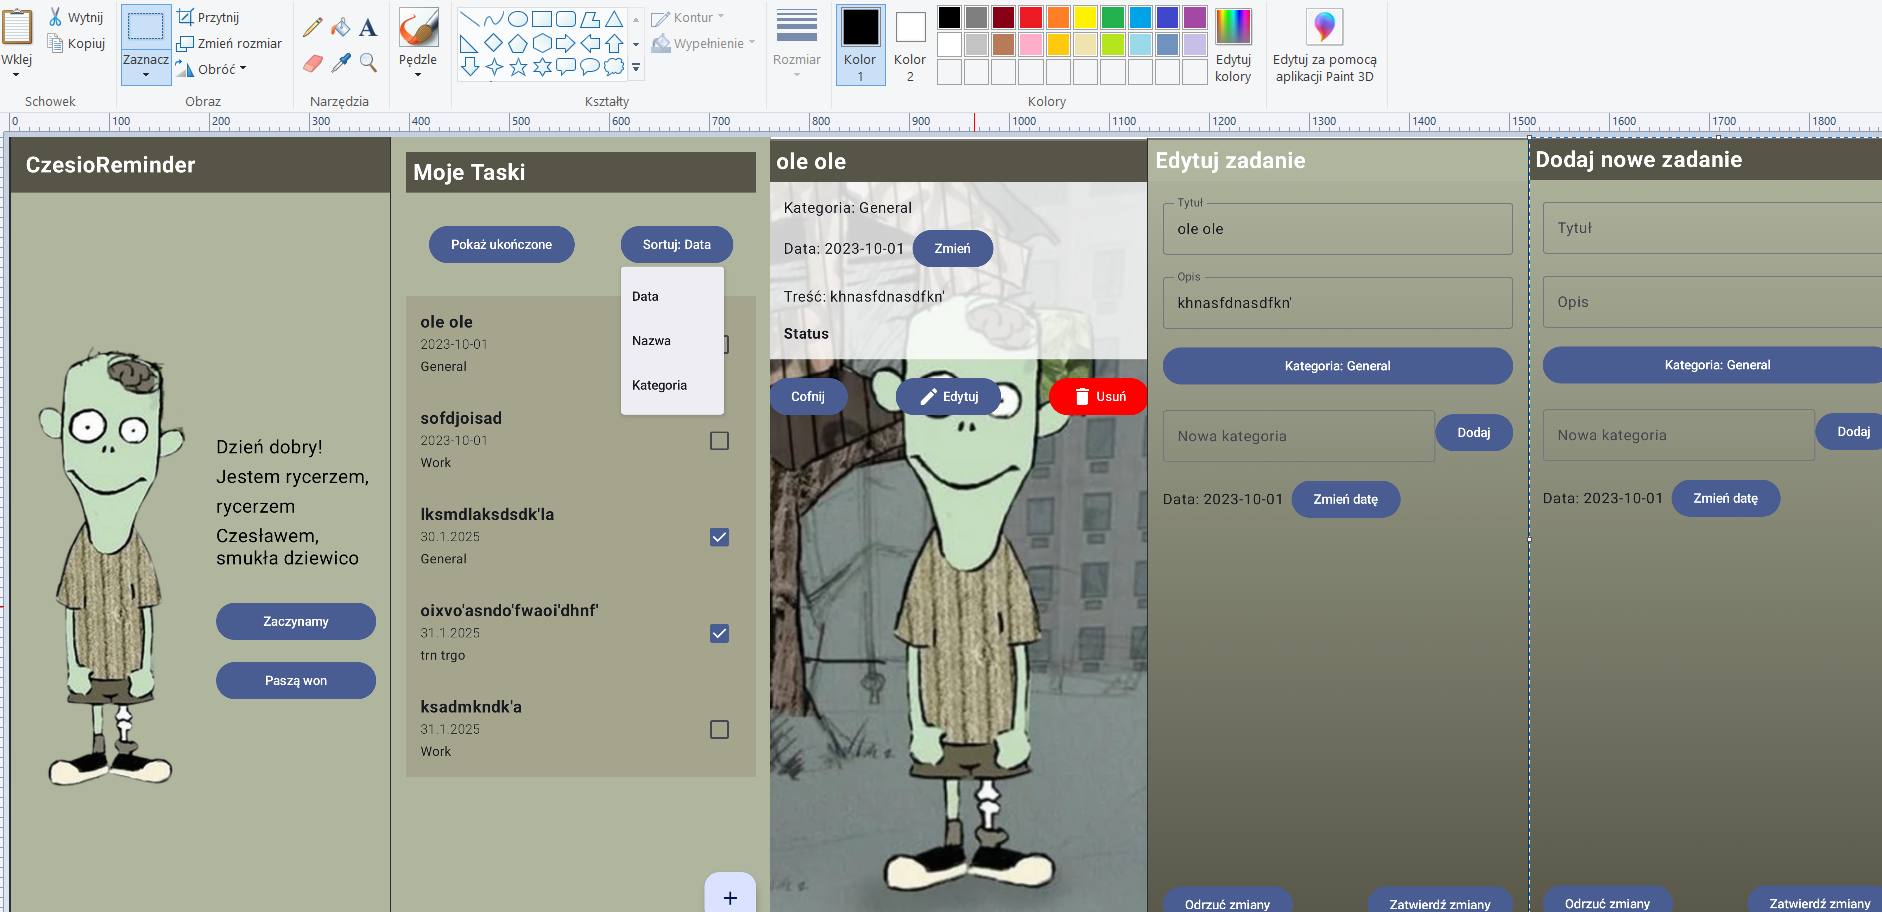 Wklej
Wytnij
Kopiuj
Schowek
Zaznacz
Przytnij
Zmień rozmiar
Obróć
Obraz
A
Narzędzia
Pędzle
Kontur
Wypełnienie
Kształty
Rozmiar
Kolor
1
Kolor
2
Edytuj
kolory
Kolory
Edytuj za pomocą
aplikacji Paint 3D
0 100 200 300 400 500 600 700 800 900 1000 1100 1200 1300 1400 1500 1600 1700 1800
CzesioReminder
Dzień dobry!
Jestem rycerzem,
rycerzem
Czesławem,
smukła dziewico
Zaczynamy
Paszą won
Moje Taski
Pokaż ukończone
Sortuj: Data
Data
Nazwa
Kategoria
ole ole
2023-10-01
General
sofdjoisad
2023-10-01
Work
lksmdlaksdsdk'la
30.1.2025
General
oixvo'asndo'fwaoi'dhnf'
31.1.2025
trn trgo
ksadmkndk'a
31.1.2025
Work
+
ole ole
Kategoria: General
Data: 2023-10-01
Zmień
Treść: khnasfdnasdfkn'
Status
Cofnij
Edytuj
Usuń
Edytuj zadanie
Tytuł
ole ole
Opis
khnasfdnasdfkn'
Kategoria: General
Nowa kategoria
Dodaj
Data: 2023-10-01
Zmień datę
Odrzuć zmiany
Zatwierdź zmiany
Dodaj nowe zadanie
Tytuł
Opis
Kategoria: General
Nowa kategoria
Dodaj
Data: 2023-10-01
Zmień datę
Odrzuć zmiany
Zatwierdź zmiany